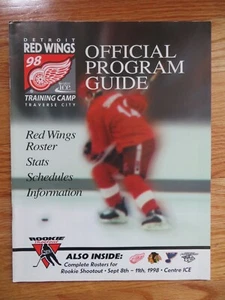 DETROIT
RED WINGS
98
ICE
TRAINING CAMP
TRAVERSE CITY
OFFICIAL
PROGRAM
GUIDE
Red Wings
Roster
Stats
Schedules
Information
ROOKIE
ALSO INSIDE:
Complete Rosters for
Rookie Shootout • Sept 8th - 11th, 1998 • Centre ICE